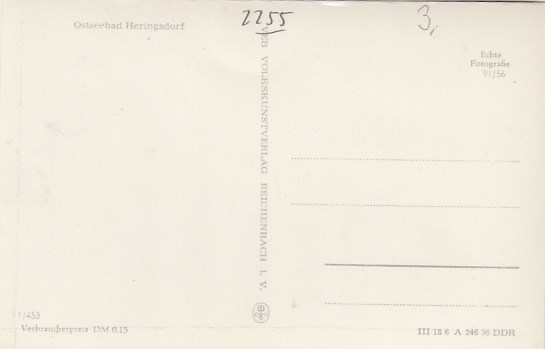 Ostseebad Heringsdorf
2255
3,
Echte
Fotografie
91/56
VEB VOLKSKUNSTVERLAG REICHENBACH i. V.
1/453
Verbraucherpreis DM 0.15
III/18 6 A 246 56 DDR